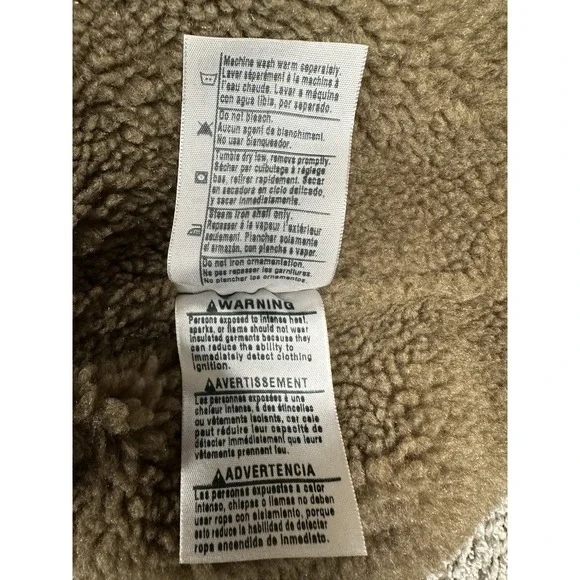 Machine wash warm separately.
Laver séparément à la machine à
l'eau chaude. Lavar a máquina
con agua tibia, por separado.
Do not bleach.
Aucun agent de blanchiment.
No usar blanqueador.
Tumble dry low, remove promptly.
Sécher par culbutage à réglage
bas, retirer rapidement. Secar
en secadora en ciclo delicado,
y sacar inmediatamente.
Steam iron shell only.
Repasser à la vapeur l'extérieur
seulement. Planchar solamente
el armazón, con plancha a vapor.
Do not iron ornamentation.
Ne pas repasser les garnitures.
No planchar los ornamentos.
WARNING
Persons exposed to intense heat,
sparks, or flame should not wear
insulated garments because they
can reduce the ability to
immediately detect clothing
ignition.
AVERTISSEMENT
Les personnes exposées à une
chaleur intense, à des étincelles
ou vêtements isolants, car cela
peut réduire leur capacité de
détecter immédiatement que leurs
vêtements prennent feu.
ADVERTENCIA
Las personas expuestas a calor
intenso, chispas o llamas no deben
usar ropa con aislamiento, porque
esto reduce la habilidad de detectar
ropa encendida de inmediato.